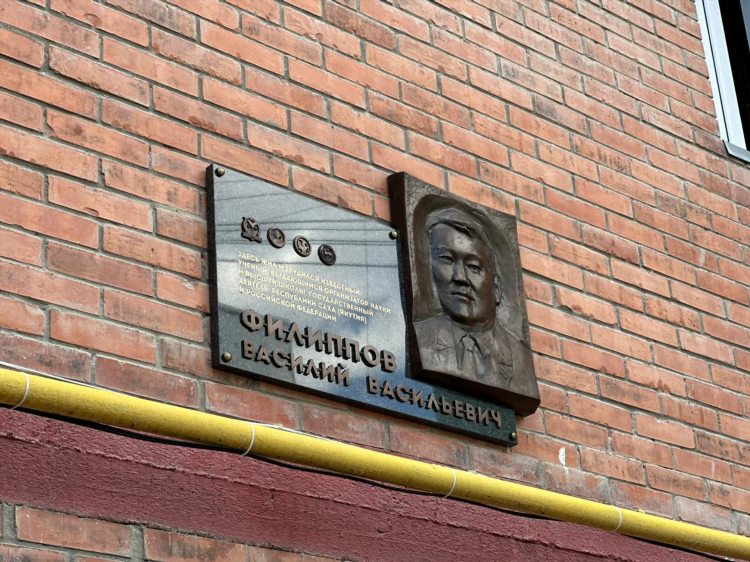 ЗДЕСЬ ЖИЛ И ТРУДИЛСЯ ИЗВЕСТНЫЙ
УЧЕНЫЙ, ВЫДАЮЩИЙСЯ ОРГАНИЗАТОР НАУКИ
И ВЫСШЕЙ ШКОЛЫ, ГОСУДАРСТВЕННЫЙ
ДЕЯТЕЛЬ РЕСПУБЛИКИ САХА (ЯКУТИЯ)
И РОССИЙСКОЙ ФЕДЕРАЦИИ
ФИЛИППОВ
ВАСИЛИЙ ВАСИЛЬЕВИЧ